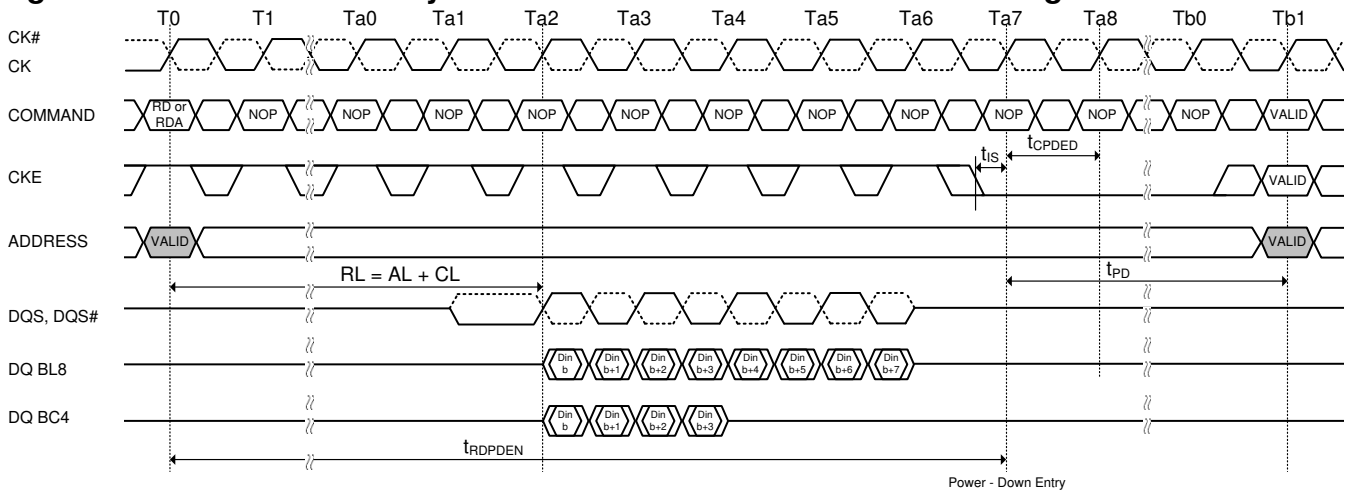 T0 T1 Ta0 Ta1 Ta2 Ta3 Ta4 Ta5 Ta6 Ta7 Ta8 Tb0 Tb1
CK#
CK
COMMAND RD or RDA NOP NOP NOP NOP NOP NOP NOP NOP NOP NOP NOP VALID
tIS tCPDED
CKE VALID
ADDRESS VALID VALID
RL = AL + CL tPD
DQS, DQS#
DQ BL8 Din b Din b+1 Din b+2 Din b+3 Din b+4 Din b+5 Din b+6 Din b+7
DQ BC4 Din b Din b+1 Din b+2 Din b+3
tRDPDEN
Power - Down Entry